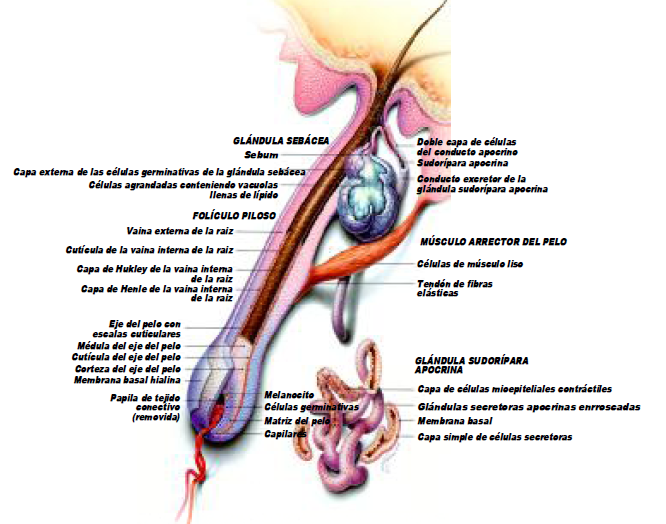 GLÁNDULA SEBÁCEA
Sebum
Capa externa de las células germinativas de la glándula sebácea
Células agrandadas conteniendo vacuolas
llenas de lípido
FOLÍCULO PILOSO
Vaina externa de la raiz
Cutícula de la vaina interna de la raiz
Capa de Hukley de la vaina interna
de la raiz
Capa de Henle de la vaina interna
de la raiz
Eje del pelo con
escalas cuticulares
Médula del eje del pelo
Cutícula del eje del pelo
Corteza del eje del pelo
Membrana basal hialina
Papila de tejido
conectivo
(removida)
Melanocito
Células germinativas
Matriz del pelo
Capilares
Doble capa de células
del conducto apocrino
Sudorípara apocrina
Conducto excretor de la
glándula sudorípara apocrina
MÚSCULO ARRECTOR DEL PELO
Células de músculo liso
Tendón de fibras
elásticas
GLÁNDULA SUDORÍPARA
APOCRINA
Capa de células mioepiteliales contráctiles
Glándulas secretoras apocrinas enrroscadas
Membrana basal
Capa simple de células secretoras